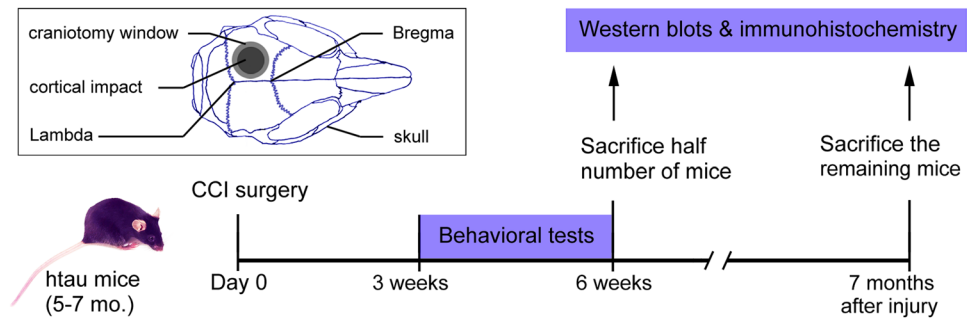 craniotomy window
Bregma
cortical impact
Lambda
skull
Western blots & immunohistochemistry
Sacrifice half
number of mice
Sacrifice the
remaining mice
CCI surgery
Behavioral tests
htau mice
(5-7 mo.)
Day 0
3 weeks
6 weeks
7 months
after injury